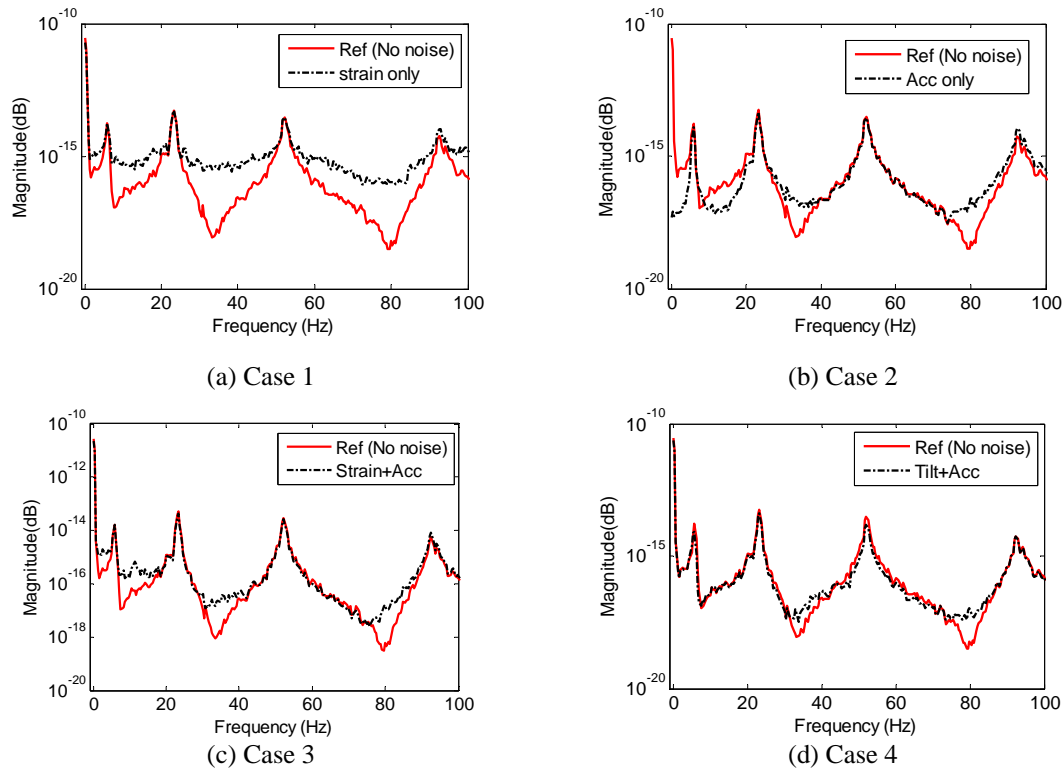 10^-10
Ref (No noise)
strain only
10^-15
Magnitude(dB)
10^-20
0 20 40 60 80 100
Frequency (Hz)
(a) Case 1
10^-10
Ref (No noise)
Acc only
10^-15
Magnitude(dB)
10^-20
0 20 40 60 80 100
Frequency (Hz)
(b) Case 2
10^-10
Ref (No noise)
Strain+Acc
10^-12
10^-14
Magnitude(dB)
10^-16
10^-18
10^-20
0 20 40 60 80 100
Frequency (Hz)
(c) Case 3
10^-10
Ref (No noise)
Tilt+Acc
10^-15
Magnitude(dB)
10^-20
0 20 40 60 80 100
Frequency (Hz)
(d) Case 4